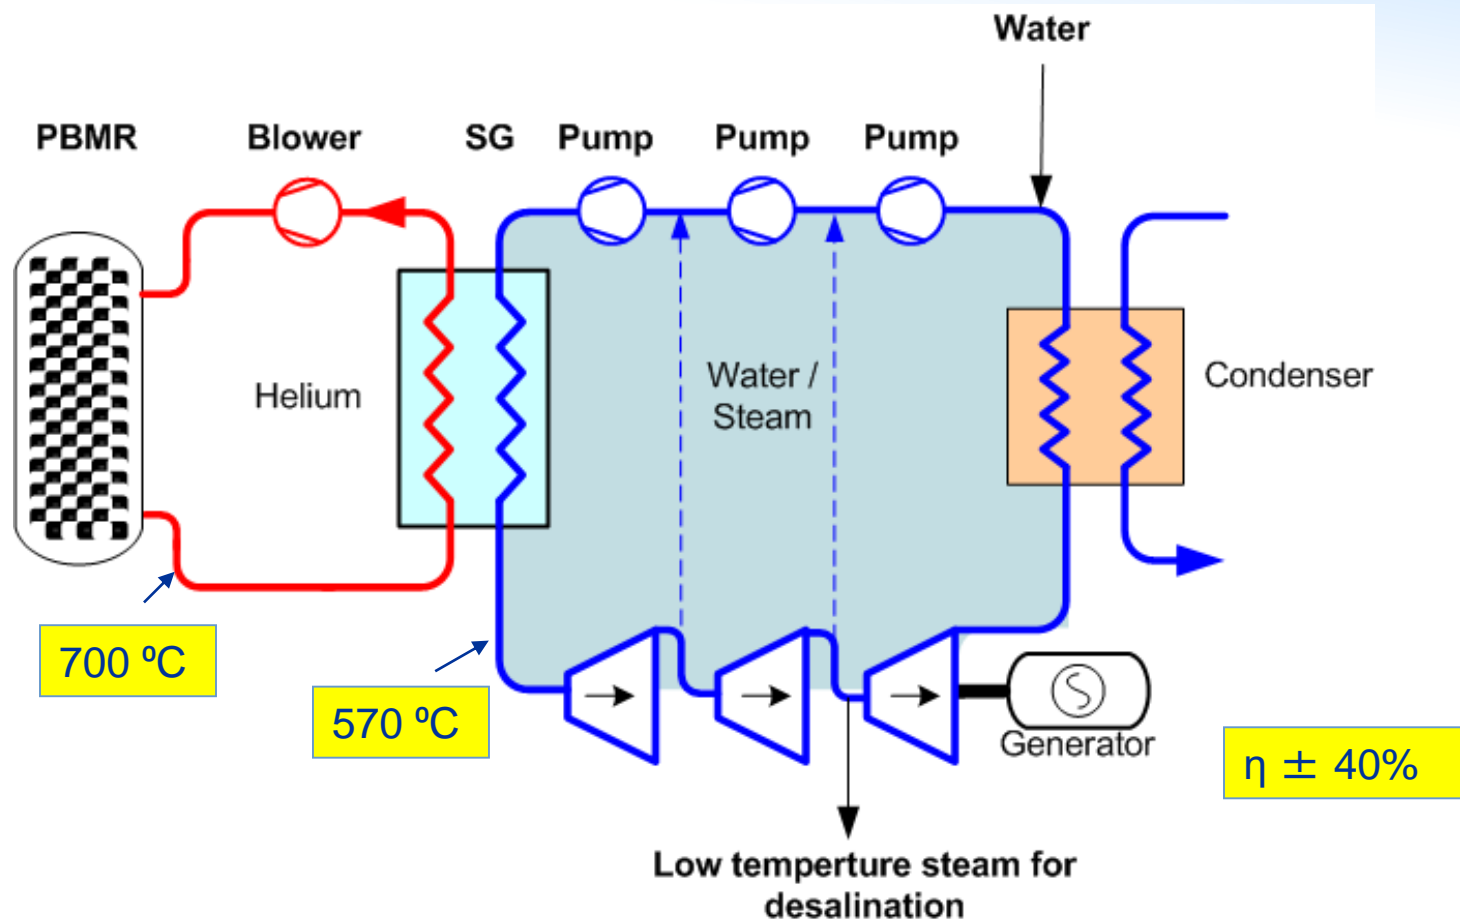 Water
PBMR
Blower
SG
Pump
Pump
Pump
Helium
Water /
Steam
Condenser
700 ºC
570 ºC
Generator
η ± 40%
Low temperture steam for
desalination